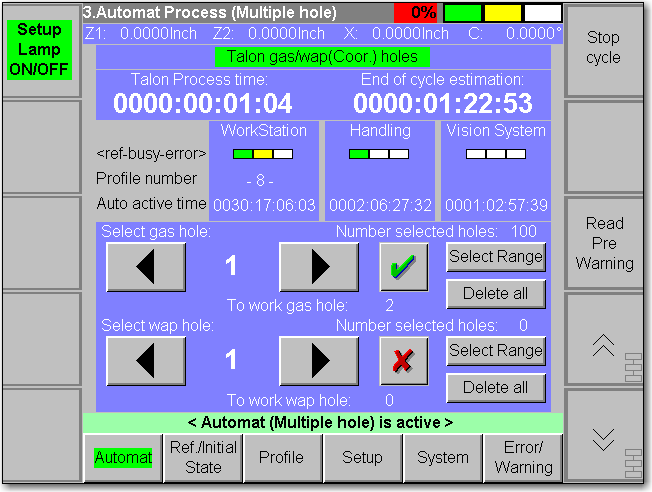 3.Automat Process (Multiple hole) 0%
Z1: 0.0000Inch Z2: 0.0000Inch X: 0.0000Inch C: 0.0000°
Setup
Lamp
ON/OFF
Talon gas/wap(Coor.) holes
Talon Process time: End of cycle estimation:
0000:00:01:04 0000:01:22:53
WorkStation Handling Vision System
<ref-busy-error>
Profile number - 8 -
Auto active time 0030:17:06:03 0002:06:27:32 0001:02:57:39
Select gas hole: Number selected holes: 100
1 Select Range
Delete all
To work gas hole: 2
Select wap hole: Number selected holes: 0
1 Select Range
Delete all
To work wap hole: 0
< Automat (Multiple hole) is active >
Automat Ref./Initial State Profile Setup System Error/ Warning
Stop
cycle
Read
Pre
Warning